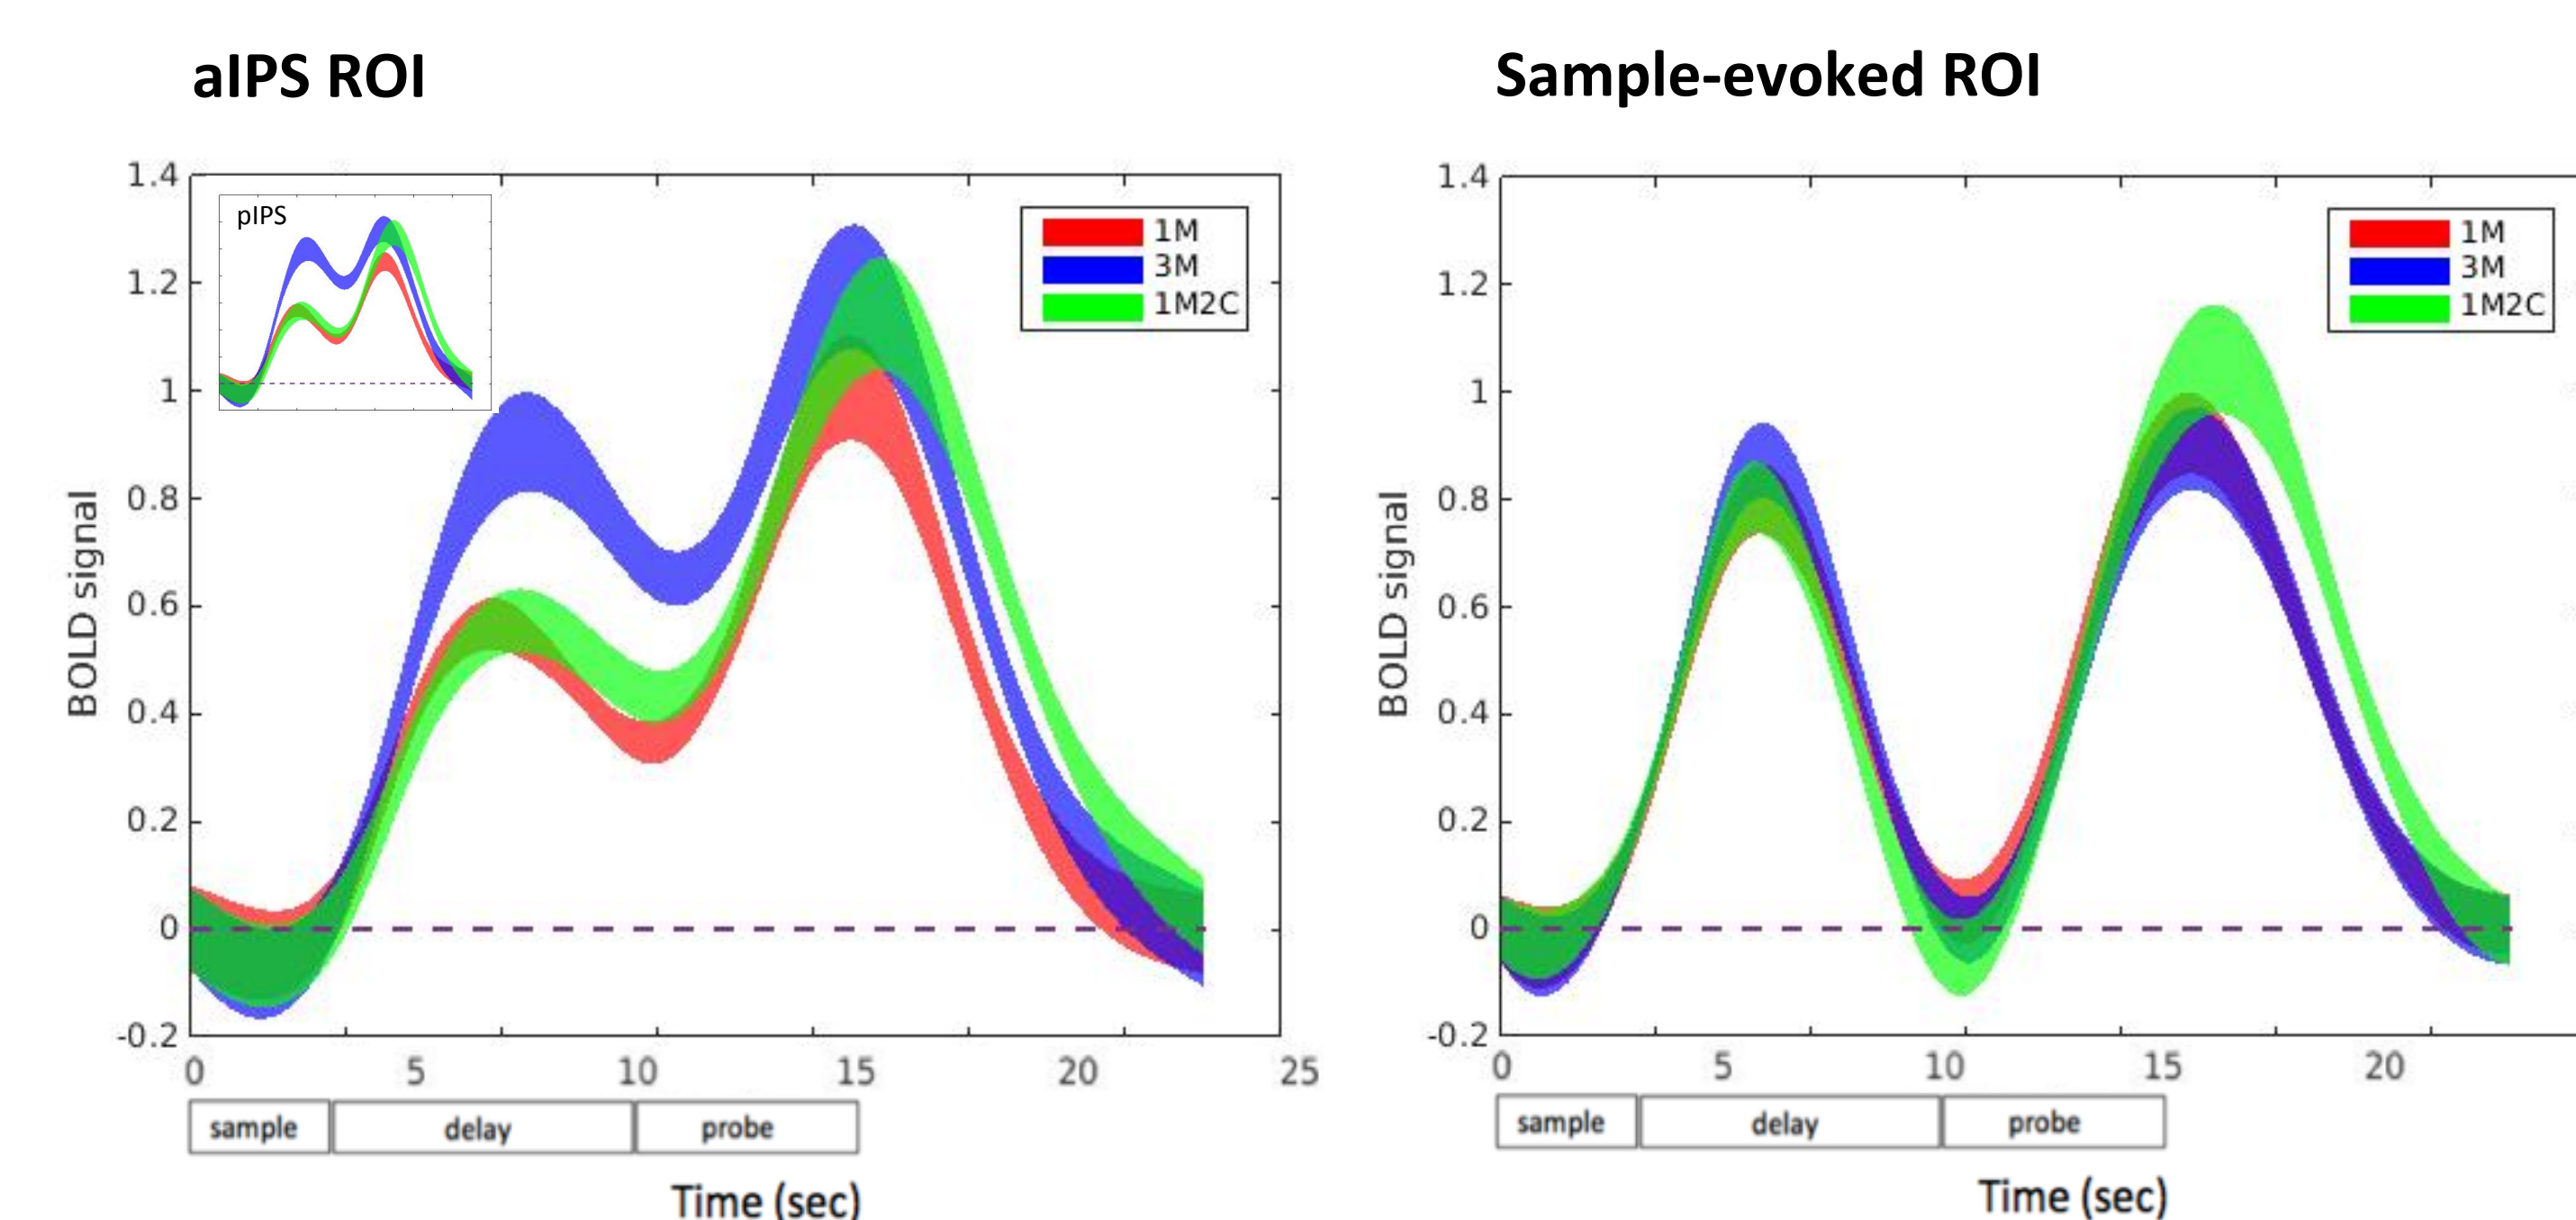 aIPS ROI
1.4
1.2
1
0.8
0.6
0.4
0.2
0
-0.2
BOLD signal
pIPS
1M
3M
1M2C
0 5 10 15 20 25
sample delay probe
Time (sec)
Sample-evoked ROI
1.4
1.2
1
0.8
0.6
0.4
0.2
0
-0.2
BOLD signal
1M
3M
1M2C
0 5 10 15 20
sample delay probe
Time (sec)